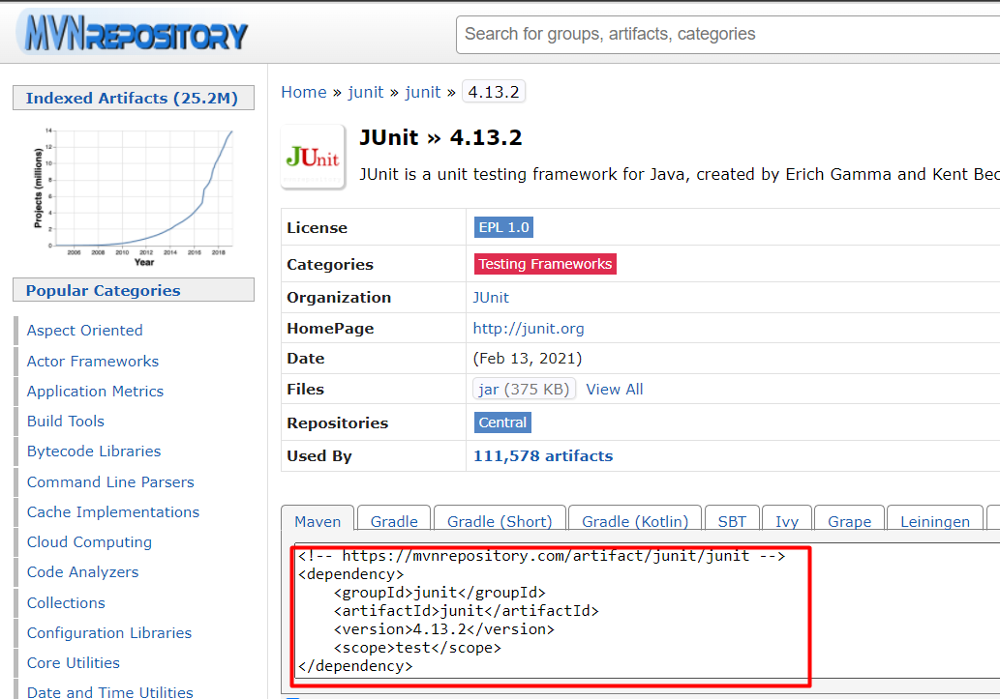 MVNREPOSITORY
Search for groups, artifacts, categories
Indexed Artifacts (25.2M)
Projects (millions)
14
12
10
8
6
4
2
0
2006 2008 2010 2012 2014 2016 2018
Year
Popular Categories
Aspect Oriented
Actor Frameworks
Application Metrics
Build Tools
Bytecode Libraries
Command Line Parsers
Cache Implementations
Cloud Computing
Code Analyzers
Collections
Configuration Libraries
Core Utilities
Date and Time Utilities
Home » junit » junit » 4.13.2
JUnit
JUnit » 4.13.2
JUnit is a unit testing framework for Java, created by Erich Gamma and Kent Bec
License EPL 1.0
Categories Testing Frameworks
Organization JUnit
HomePage http://junit.org
Date (Feb 13, 2021)
Files jar (375 KB) View All
Repositories Central
Used By 111,578 artifacts
Maven Gradle Gradle (Short) Gradle (Kotlin) SBT Ivy Grape Leiningen
<!-- https://mvnrepository.com/artifact/junit/junit -->
<dependency>
    <groupId>junit</groupId>
    <artifactId>junit</artifactId>
    <version>4.13.2</version>
    <scope>test</scope>
</dependency>